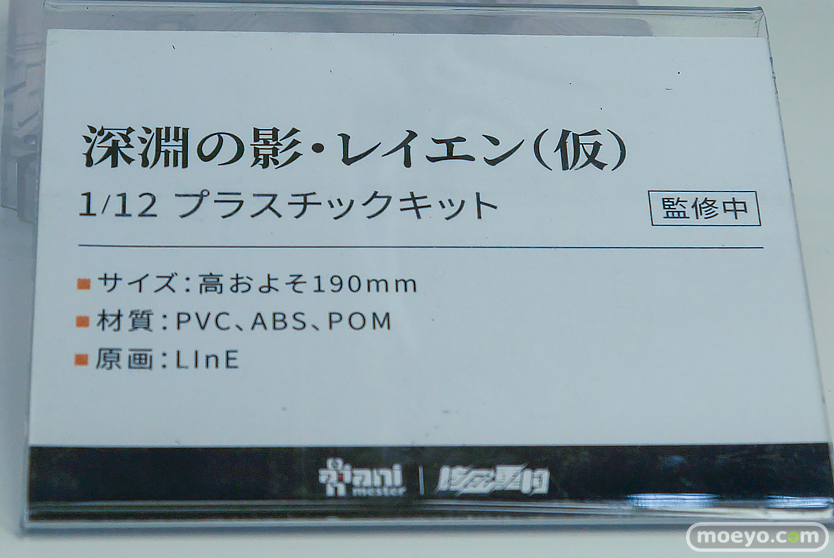 深淵の影・レイエン(仮)
1/12 プラスチックキット
監修中
■サイズ:高およそ190mm
■材質:PVC、ABS、POM
■原画:LInE
ani
mester
moeyo.com